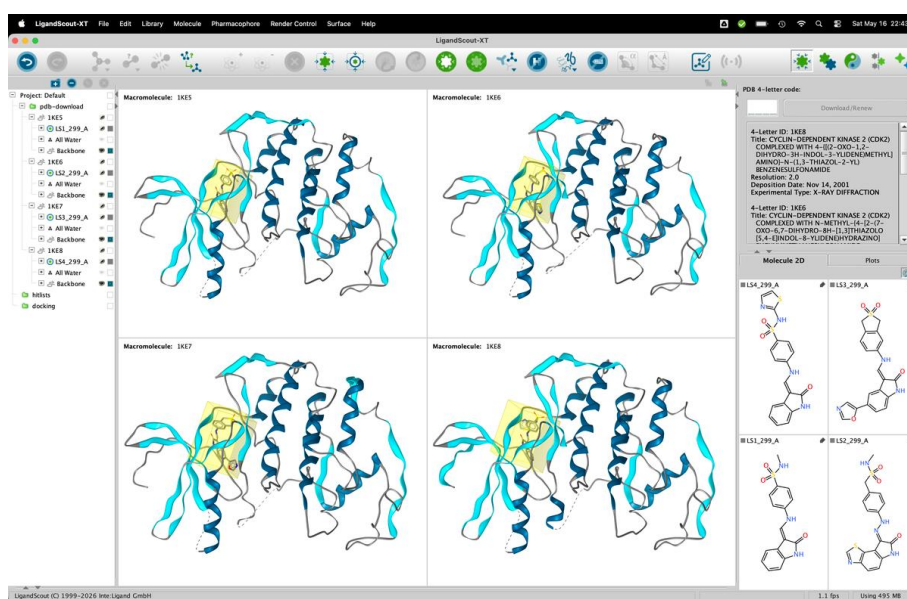 LigandScout-XT File Edit Library Molecule Pharmacophore Render Control Surface Help
Sat May 16 22:43
LigandScout-XT
Project: Default
pdb-download
1KE5
LS1_299_A
All Water
Backbone
1KE6
LS2_299_A
All Water
Backbone
1KE7
LS3_299_A
All Water
Backbone
1KE8
LS4_299_A
All Water
Backbone
hitlists
docking
Macromolecule: 1KE5
Macromolecule: 1KE6
Macromolecule: 1KE7
Macromolecule: 1KE8
PDB 4-letter code:
Download/Renew
4-Letter ID: 1KE8
Title: CYCLIN-DEPENDENT KINASE 2 (CDK2)
COMPLEXED WITH 4-{[(2-OXO-1,2-
DIHYDRO-3H-INDOL-3-YLIDENE)METHYL]
AMINO}-N-(1,3-THIAZOL-2-YL)
BENZENESULFONAMIDE
Resolution: 2.0
Deposition Date: Nov 14, 2001
Experimental Type: X-RAY DIFFRACTION
4-Letter ID: 1KE6
Title: CYCLIN-DEPENDENT KINASE 2 (CDK2)
COMPLEXED WITH N-METHYL-{4-[2-(7-
OXO-6,7-DIHYDRO-8H-[1,3]THIAZOLO
[5,4-E]INDOL-8-YLIDENE)HYDRAZINO]
Molecule 2D Plots
LS4_299_A
LS3_299_A
LS1_299_A
LS2_299_A
LigandScout (C) 1999-2026 Inte:Ligand GmbH
1.1 fps Using 495 MB